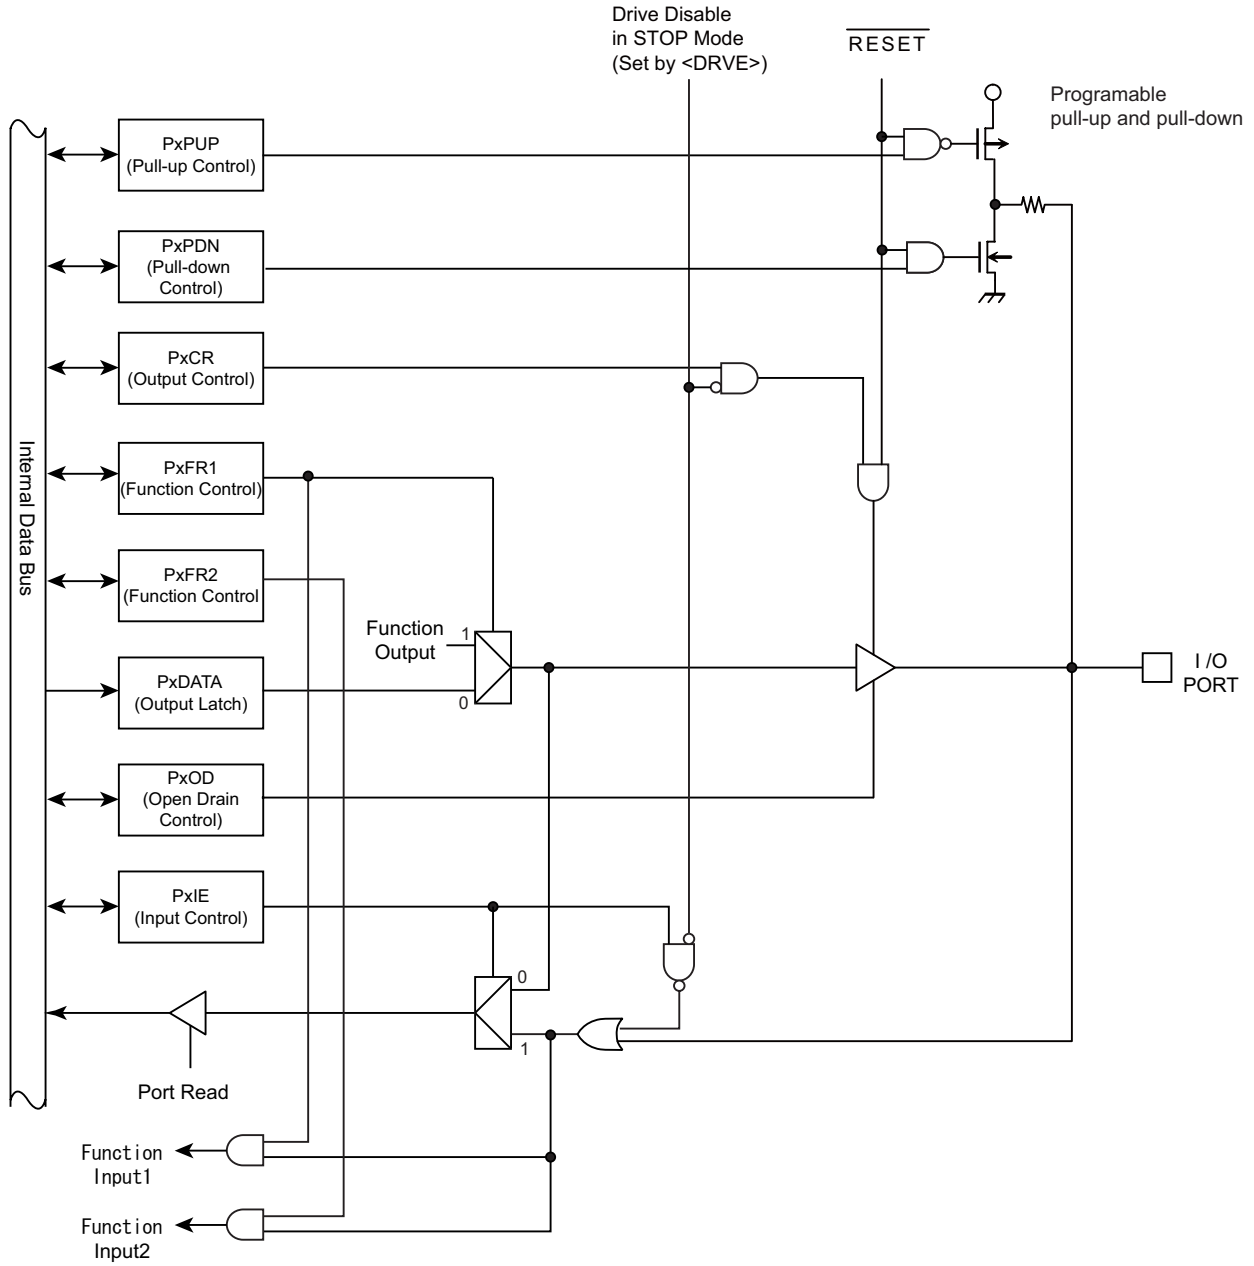 Drive Disable
in STOP Mode
(Set by <DRVE>)
RESET
Programable
pull-up and pull-down
PxPUP
(Pull-up Control)
PxPDN
(Pull-down
Control)
PxCR
(Output Control)
Internal Data Bus
PxFR1
(Function Control)
PxFR2
(Function Control
Function
Output
1
0
PxDATA
(Output Latch)
I /O
PORT
PxOD
(Open Drain
Control)
PxIE
(Input Control)
0
1
Port Read
Function
Input1
Function
Input2